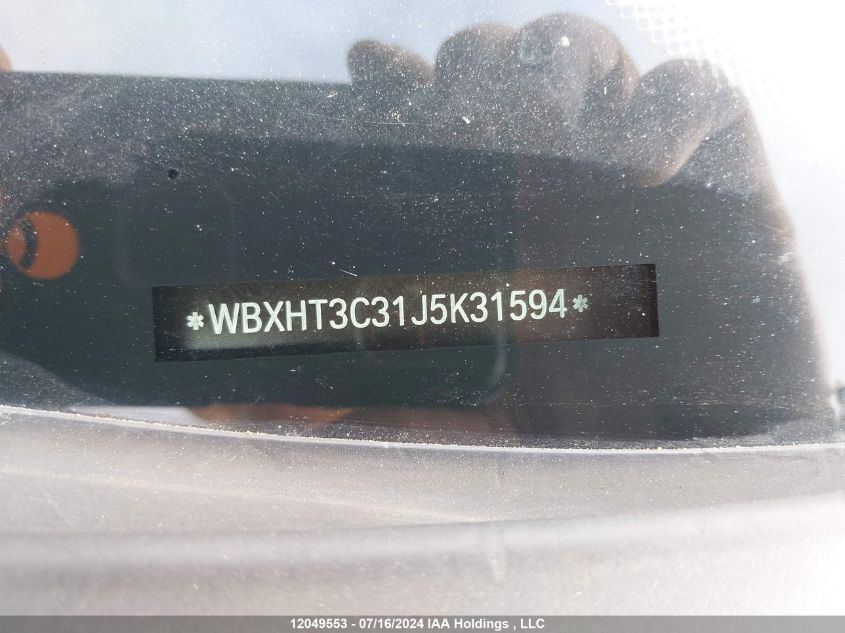 *WBXHT3C31J5K31594*
12049553 - 07/16/2024 IAA Holdings , LLC